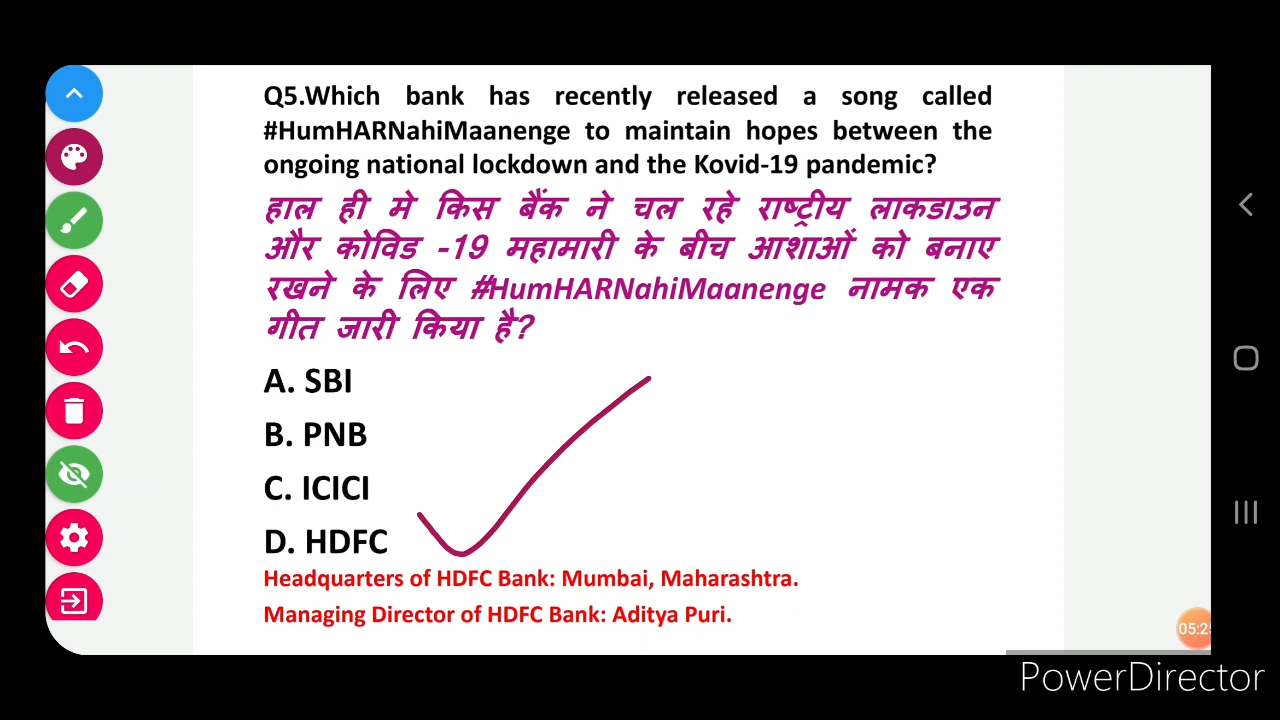 Q5.Which bank has recently released a song called
#HumHARNahiMaanenge to maintain hopes between the
ongoing national lockdown and the Kovid-19 pandemic?
हाल ही मे किस बैंक ने चल रहे राष्ट्रीय लाकडाउन
और कोविड -19 महामारी के बीच आशाओं को बनाए
रखने के लिए #HumHARNahiMaanenge नामक एक
गीत जारी किया है?
A. SBI
B. PNB
C. ICICI
D. HDFC
Headquarters of HDFC Bank: Mumbai, Maharashtra.
Managing Director of HDFC Bank: Aditya Puri.
05:25
PowerDirector